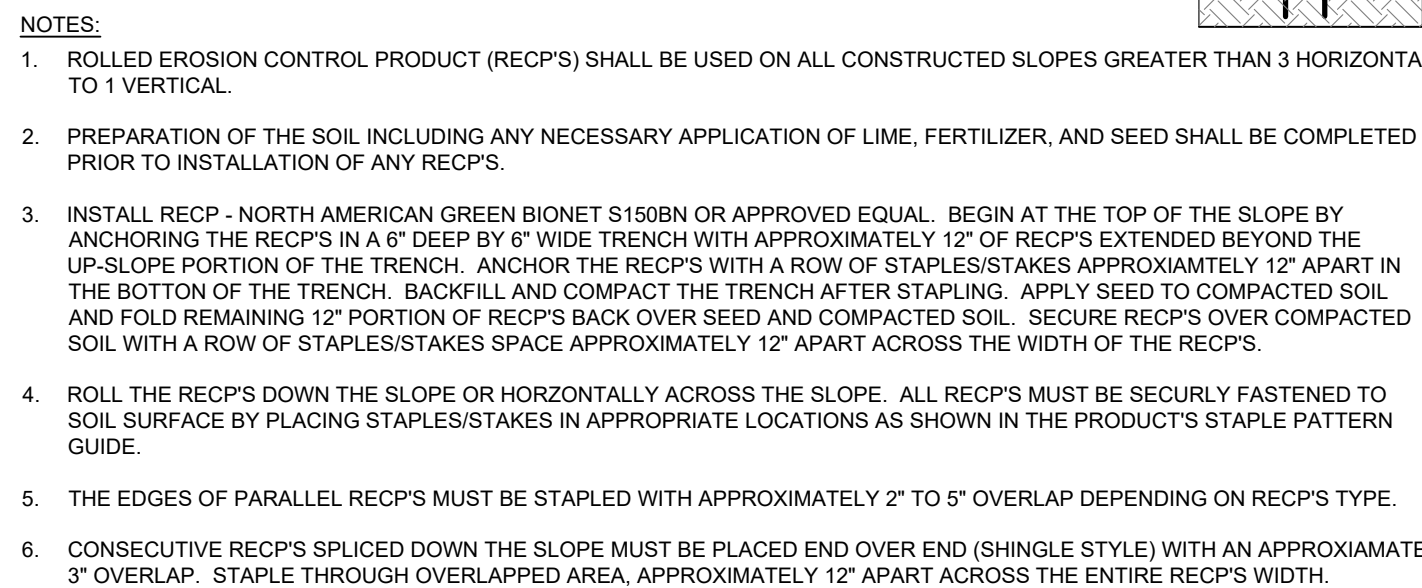 NOTES:
1. ROLLED EROSION CONTROL PRODUCT (RECP'S) SHALL BE USED ON ALL CONSTRUCTED SLOPES GREATER THAN 3 HORIZONTA
TO 1 VERTICAL.
2. PREPARATION OF THE SOIL INCLUDING ANY NECESSARY APPLICATION OF LIME, FERTILIZER, AND SEED SHALL BE COMPLETED
PRIOR TO INSTALLATION OF ANY RECP'S.
3. INSTALL RECP - NORTH AMERICAN GREEN BIONET S150BN OR APPROVED EQUAL. BEGIN AT THE TOP OF THE SLOPE BY
ANCHORING THE RECP'S IN A 6" DEEP BY 6" WIDE TRENCH WITH APPROXIMATELY 12" OF RECP'S EXTENDED BEYOND THE
UP-SLOPE PORTION OF THE TRENCH. ANCHOR THE RECP'S WITH A ROW OF STAPLES/STAKES APPROXIAMTELY 12" APART IN
THE BOTTON OF THE TRENCH. BACKFILL AND COMPACT THE TRENCH AFTER STAPLING. APPLY SEED TO COMPACTED SOIL
AND FOLD REMAINING 12" PORTION OF RECP'S BACK OVER SEED AND COMPACTED SOIL. SECURE RECP'S OVER COMPACTED
SOIL WITH A ROW OF STAPLES/STAKES SPACE APPROXIMATELY 12" APART ACROSS THE WIDTH OF THE RECP'S.
4. ROLL THE RECP'S DOWN THE SLOPE OR HORZONTALLY ACROSS THE SLOPE. ALL RECP'S MUST BE SECURLY FASTENED TO
SOIL SURFACE BY PLACING STAPLES/STAKES IN APPROPRIATE LOCATIONS AS SHOWN IN THE PRODUCT'S STAPLE PATTERN
GUIDE.
5. THE EDGES OF PARALLEL RECP'S MUST BE STAPLED WITH APPROXIMATELY 2" TO 5" OVERLAP DEPENDING ON RECP'S TYPE.
6. CONSECUTIVE RECP'S SPLICED DOWN THE SLOPE MUST BE PLACED END OVER END (SHINGLE STYLE) WITH AN APPROXIAMATE
3" OVERLAP. STAPLE THROUGH OVERLAPPED AREA, APPROXIMATELY 12" APART ACROSS THE ENTIRE RECP'S WIDTH.